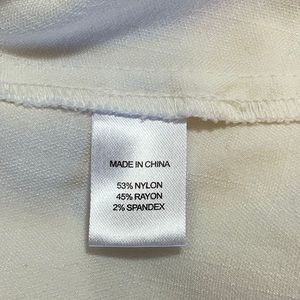 MADE IN CHINA
53% NYLON
45% RAYON
2% SPANDEX